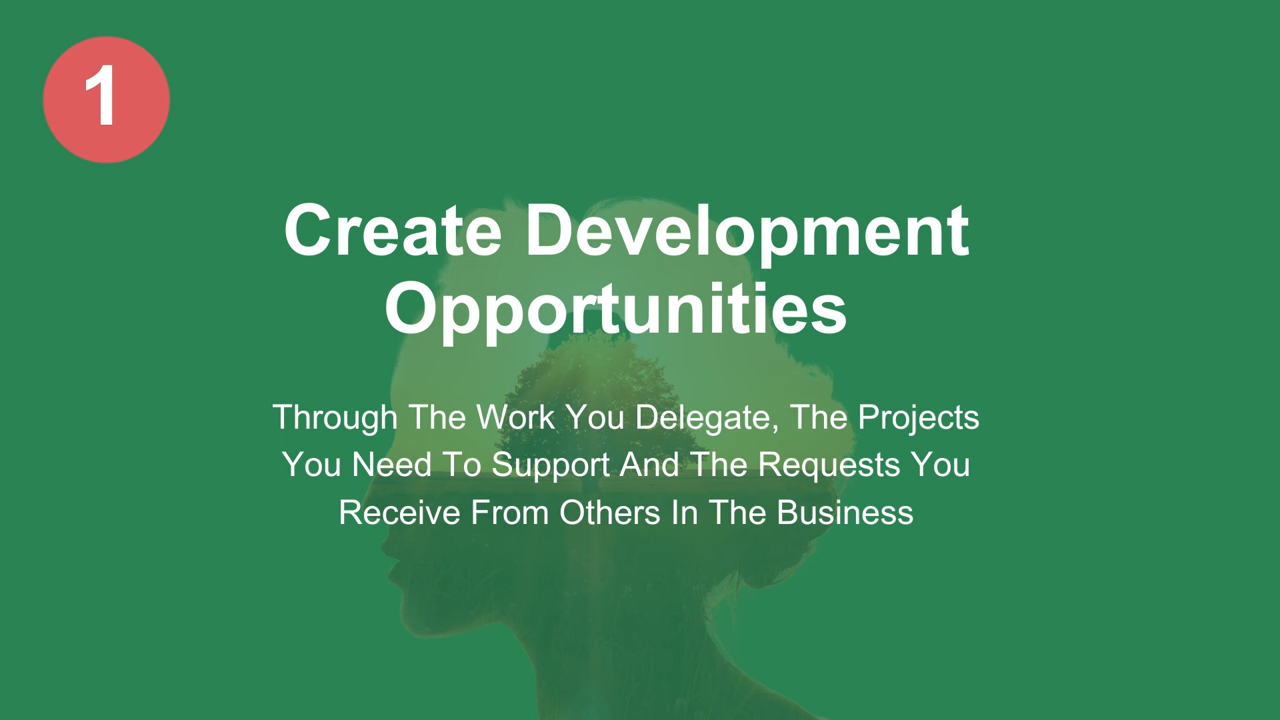 1
Create Development
Opportunities
Through The Work You Delegate, The Projects
You Need To Support And The Requests You
Receive From Others In The Business